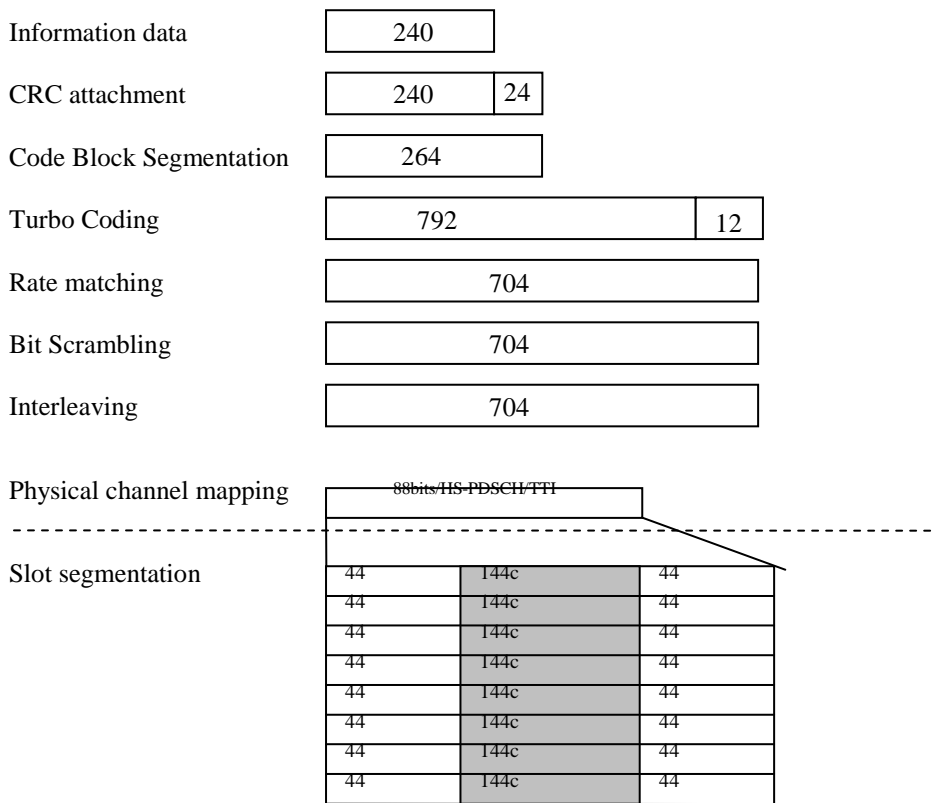 Information data 240
CRC attachment 240 24
Code Block Segmentation 264
Turbo Coding 792 12
Rate matching 704
Bit Scrambling 704
Interleaving 704
Physical channel mapping 88bits/HS-PDSCH/TTI
Slot segmentation 44 144c 44
44 144c 44
44 144c 44
44 144c 44
44 144c 44
44 144c 44
44 144c 44
44 144c 44